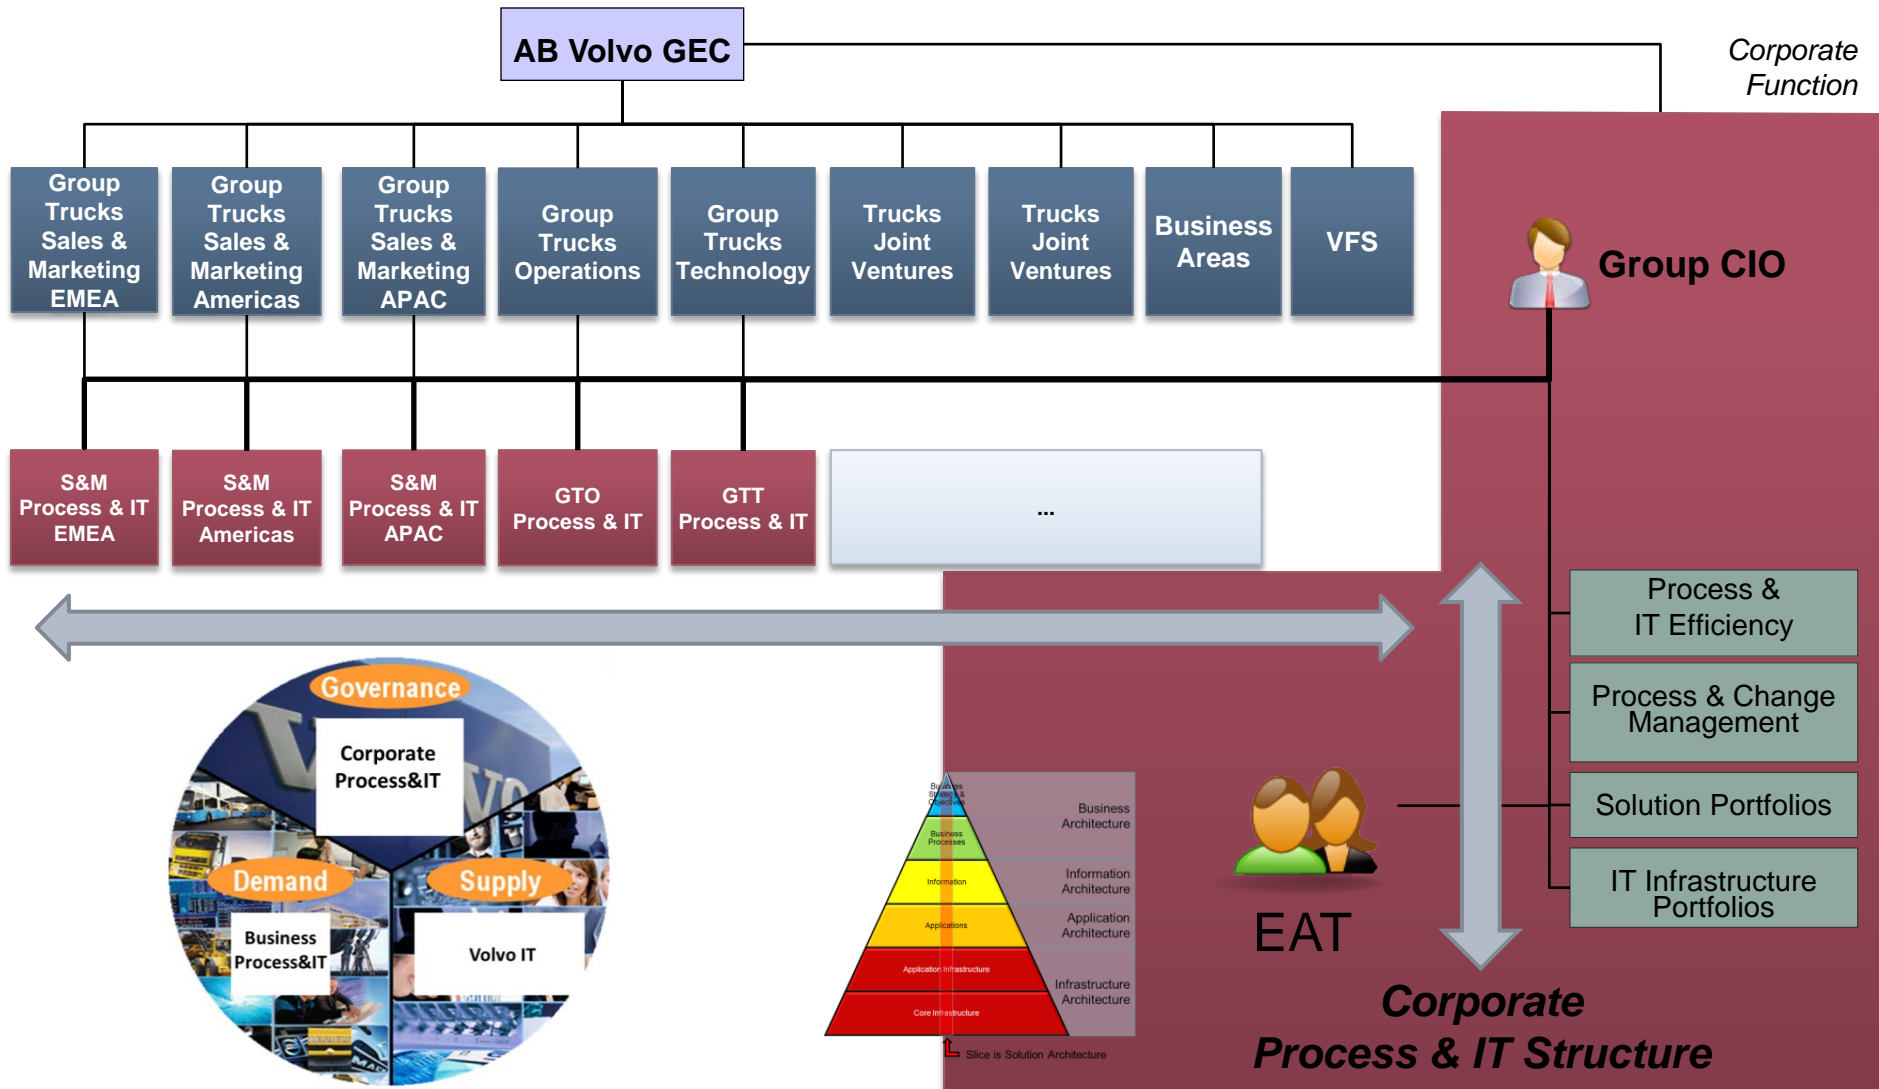 AB Volvo GEC
Corporate
Function
Group
Trucks
Sales &
Marketing
EMEA
Group
Trucks
Sales &
Marketing
Americas
Group
Trucks
Sales &
Marketing
APAC
Group
Trucks
Operations
Group
Trucks
Technology
Trucks
Joint
Ventures
Trucks
Joint
Ventures
Business
Areas
VFS
Group CIO
S&M
Process & IT
EMEA
S&M
Process & IT
Americas
S&M
Process & IT
APAC
GTO
Process & IT
GTT
Process & IT
...
Process &
IT Efficiency
Process & Change
Management
Solution Portfolios
IT Infrastructure
Portfolios
Governance
Corporate
Process&IT
Demand
Business
Process&IT
Supply
Volvo IT
Business
Strategy &
Objectives
Business
Processes
Information
Applications
Application Infrastructure
Core Infrastructure
Business
Architecture
Information
Architecture
Application
Architecture
Infrastructure
Architecture
Slice is Solution Architecture
EAT
Corporate
Process & IT Structure